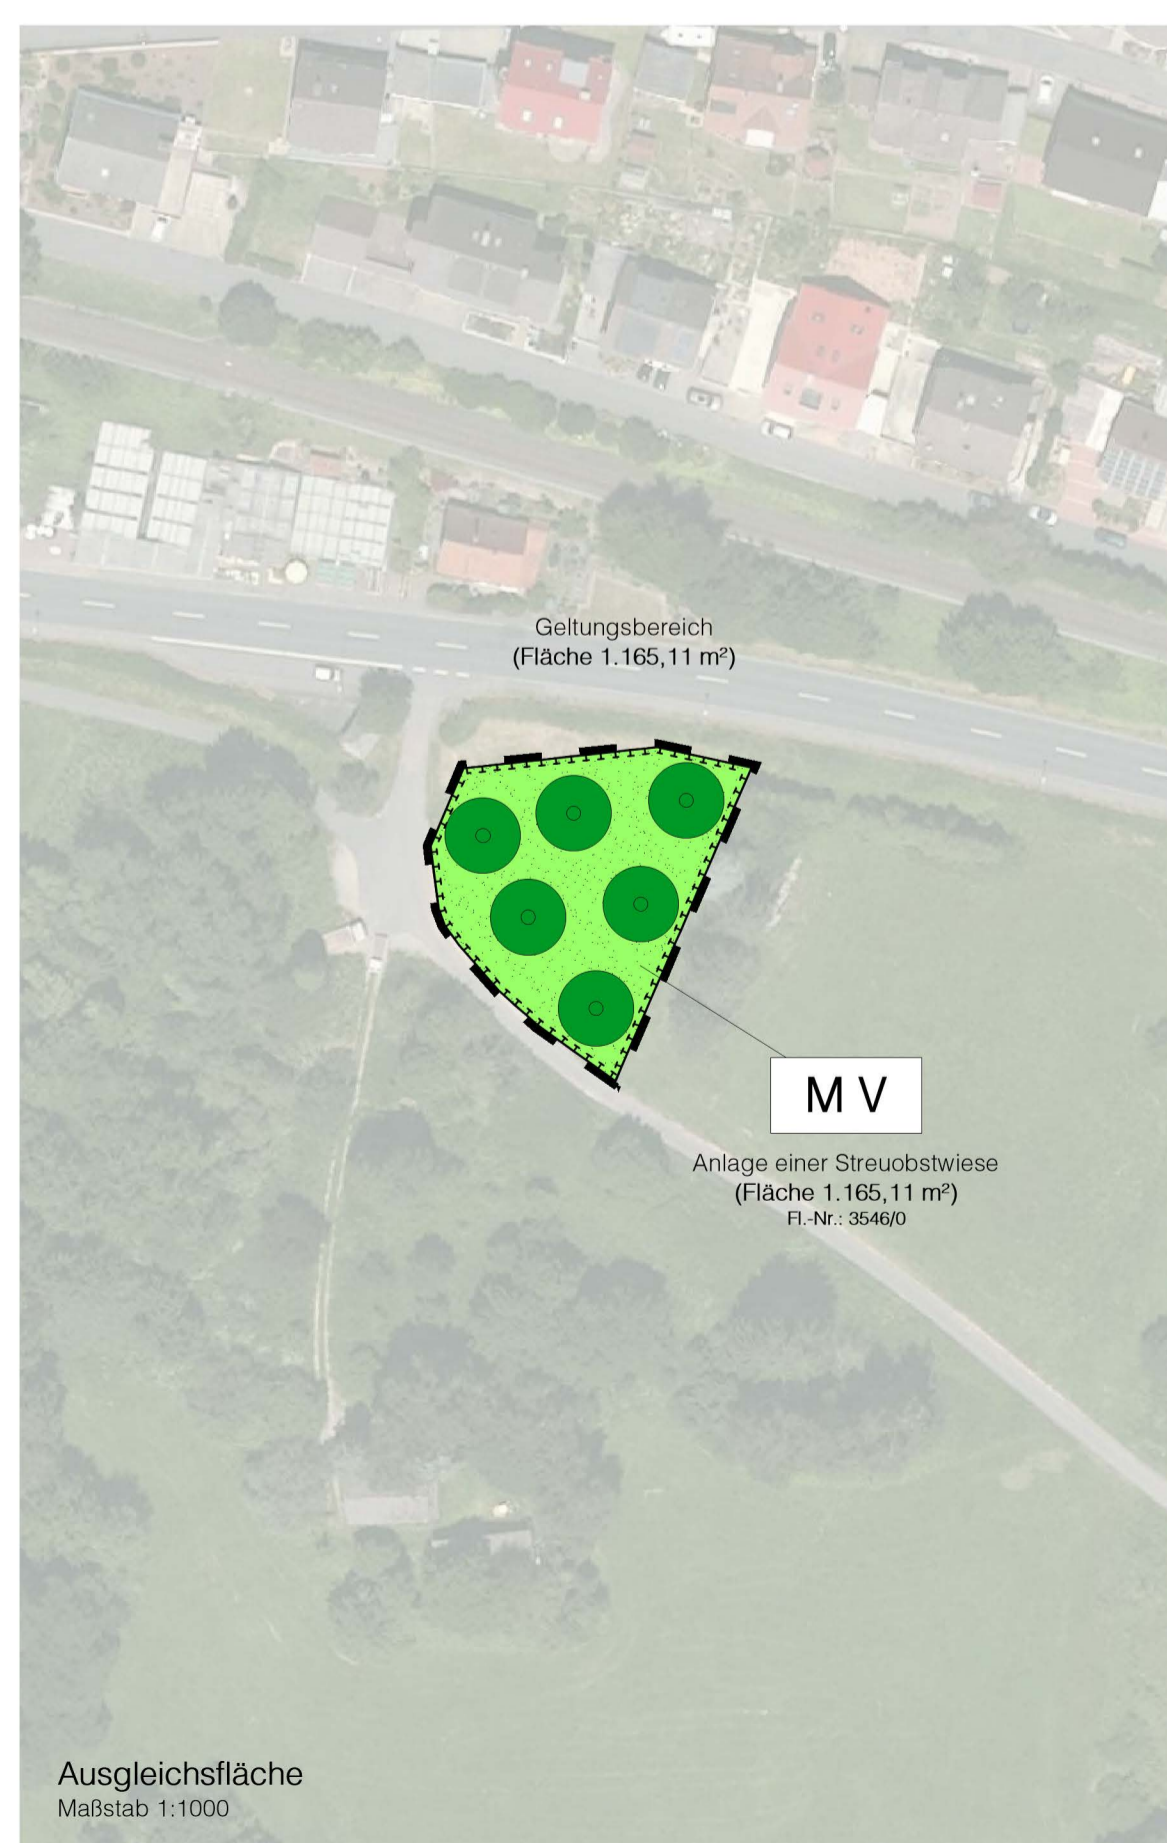 Geltungsbereich
(Fläche 1.165,11 m²)
M V
Anlage einer Streuobstwiese
(Fläche 1.165,11 m²)
Fl.-Nr.: 3546/0
Ausgleichsfläche
Maßstab 1:1000